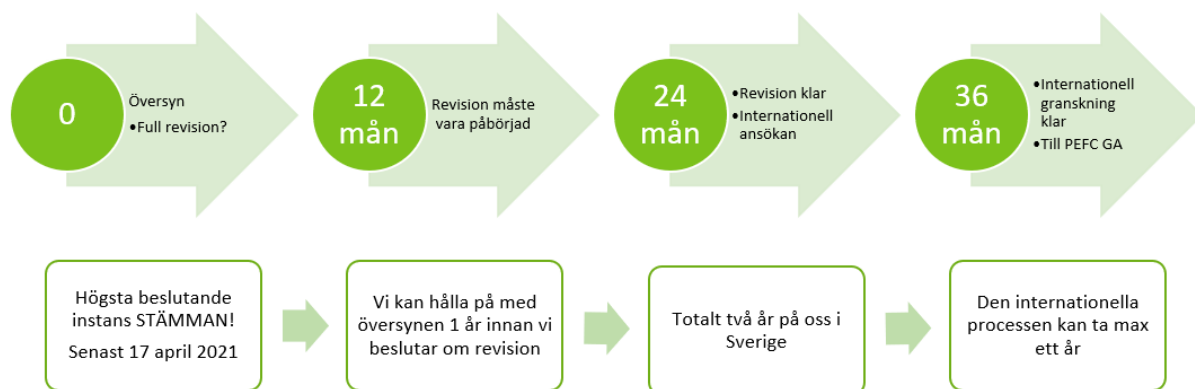 0
Översyn
•Full revision?
12
mån
Revision måste
vara påbörjad
24
mån
•Revision klar
•Internationell
ansökan
36
mån
•Internationell
granskning
klar
•Till PEFC GA
Högsta beslutande
instans STÄMMAN!
Senast 17 april 2021
Vi kan hålla på med
översynen 1 år innan vi
beslutar om revision
Totalt två år på oss i
Sverige
Den internationella
processen kan ta max
ett år